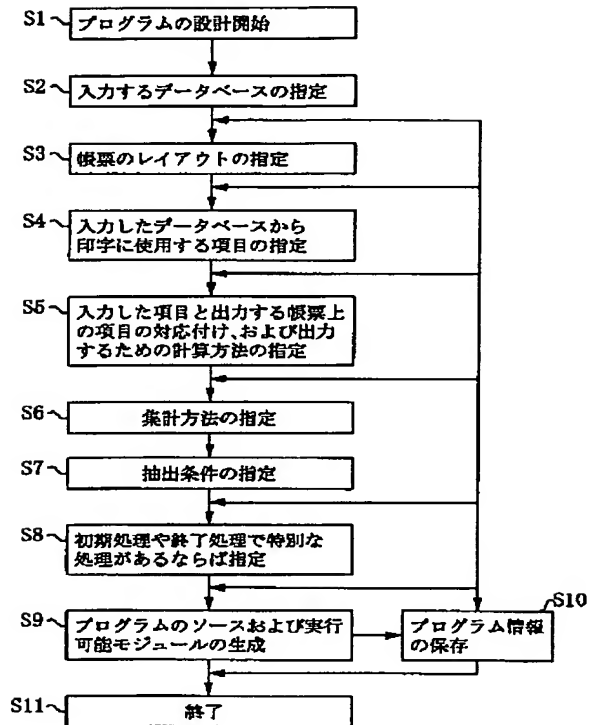 S1 プログラムの設計開始
S2 入力するデータベースの指定
S3 帳票のレイアウトの指定
S4 入力したデータベースから
印字に使用する項目の指定
S5 入力した項目と出力する帳票上
の項目の対応付け、および出力
するための計算方法の指定
S6 集計方法の指定
S7 抽出条件の指定
S8 初期処理や終了処理で特別な
処理があるならば指定
S9 プログラムのソースおよび実行
可能モジュールの生成
S10
プログラム情報
の保存
S11 終了